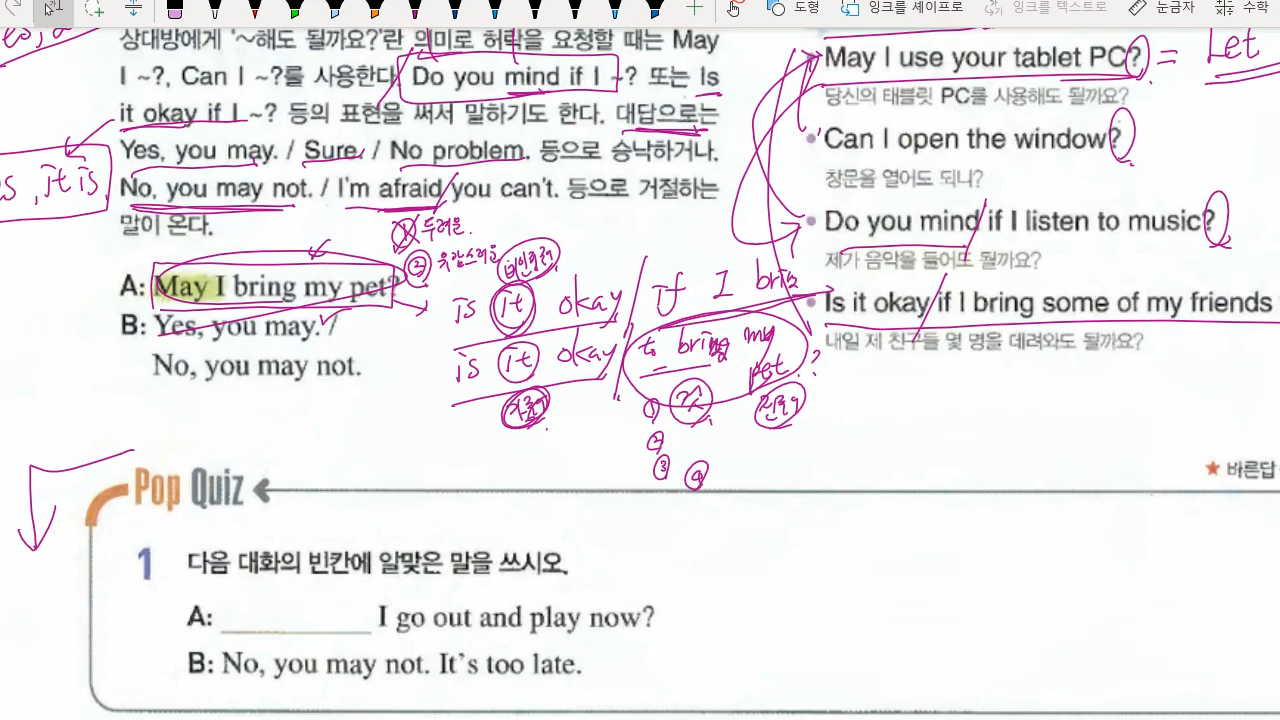 도형
잉크를 셰이프로
잉크를 텍스트로
눈금자
수학
상대방에게 '~해도 될까요?'란 의미로 허락을 요청할 때는 May
I ~?, Can I ~?를 사용한다. Do you mind if I ~? 또는 Is
it okay if I ~? 등의 표현을 써서 말하기도 한다. 대답으로는
Yes, you may. / Sure. / No problem. 등으로 승낙하거나,
No, you may not. / I'm afraid you can't. 등으로 거절하는
말이 온다.
it is
① 두려운
② 유감스러운
비인칭주어
A: May I bring my pet?
B: Yes, you may. /
No, you may not.
is it okay / if I
is it okay to bring my pet?
가주어
진주어
①
②
③
④
May I use your tablet PC? = Let
당신의 태블릿 PC를 사용해도 될까요?
Can I open the window?
창문을 열어도 되니?
Do you mind if I listen to music?
제가 음악을 들어도 될까요?
Is it okay if I bring some of my friends
내일 제 친구들 몇 명을 데려와도 될까요?
★ 바른답
Pop Quiz
1 다음 대화의 빈칸에 알맞은 말을 쓰시오.
A: __________ I go out and play now?
B: No, you may not. It's too late.